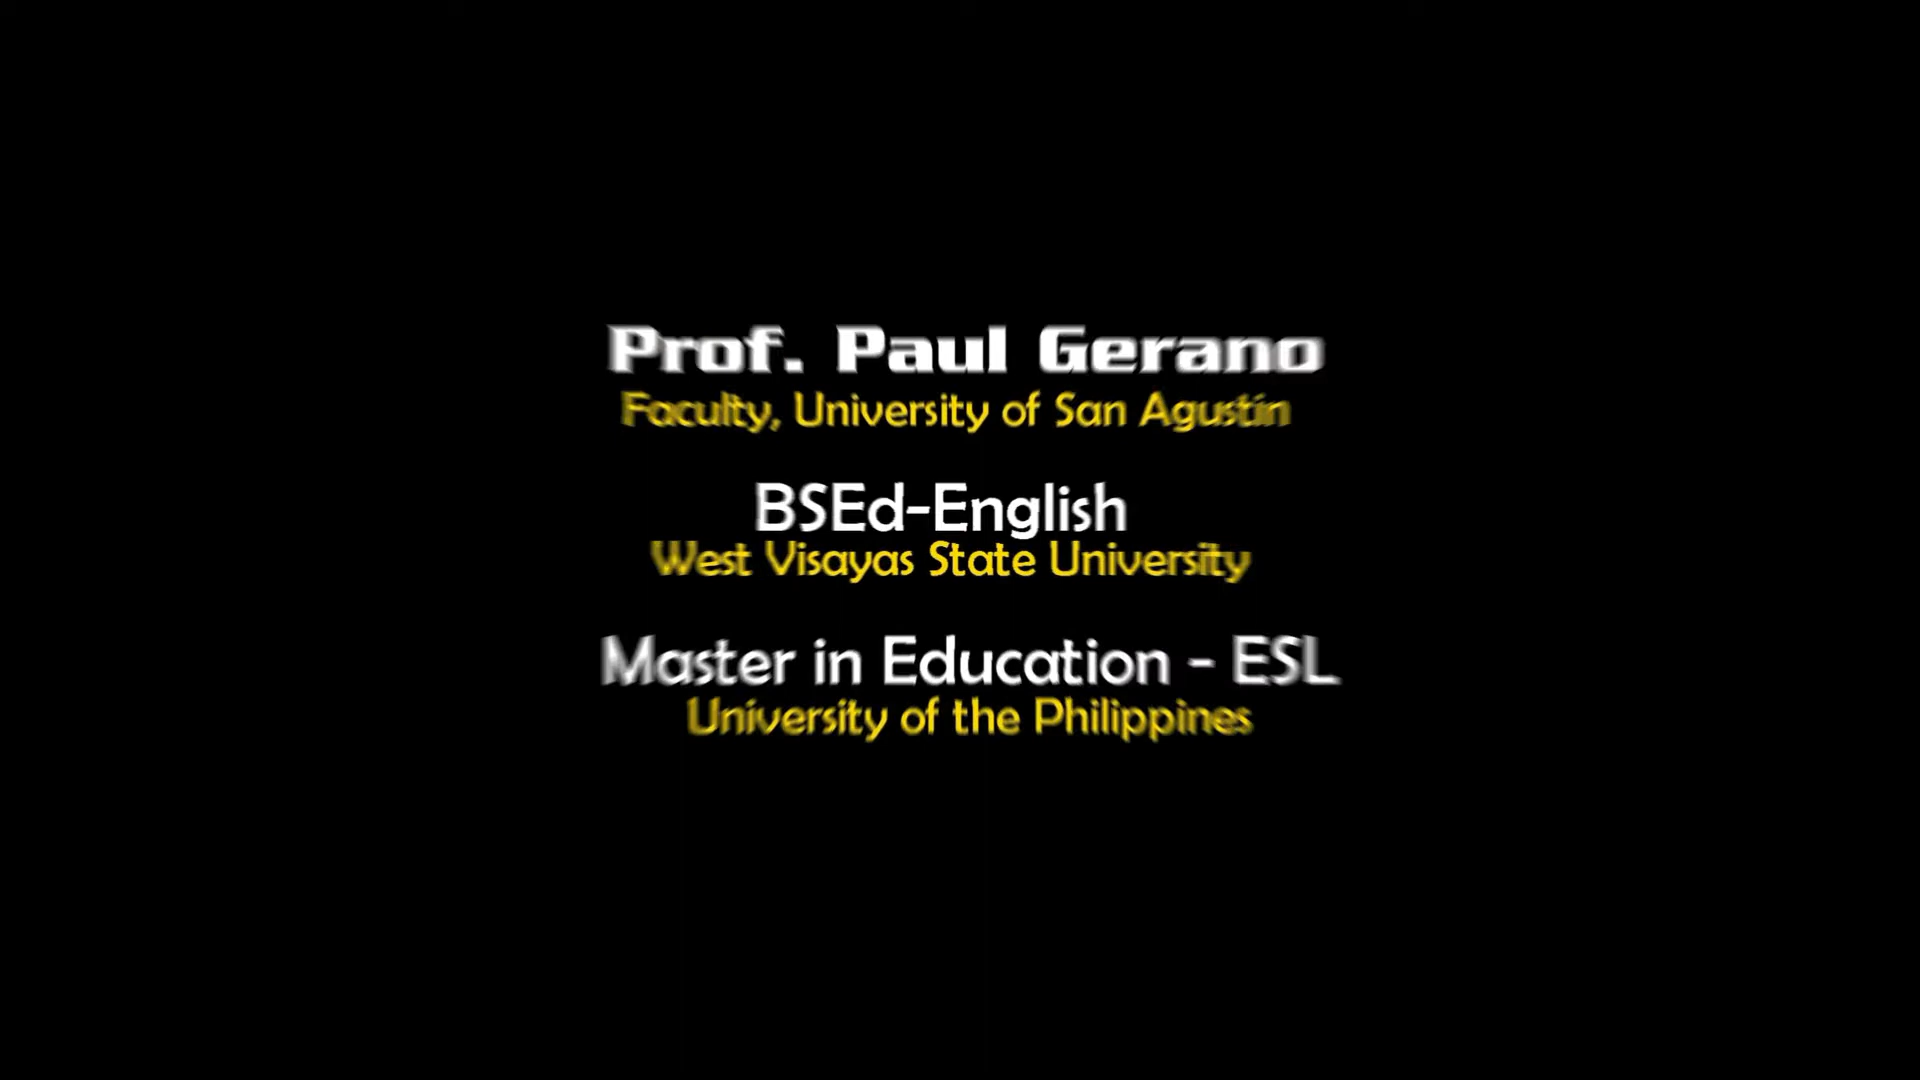 Prof. Paul Gerano
Faculty, University of San Agustin
BSEd-English
West Visayas State University
Master in Education - ESL
University of the Philippines